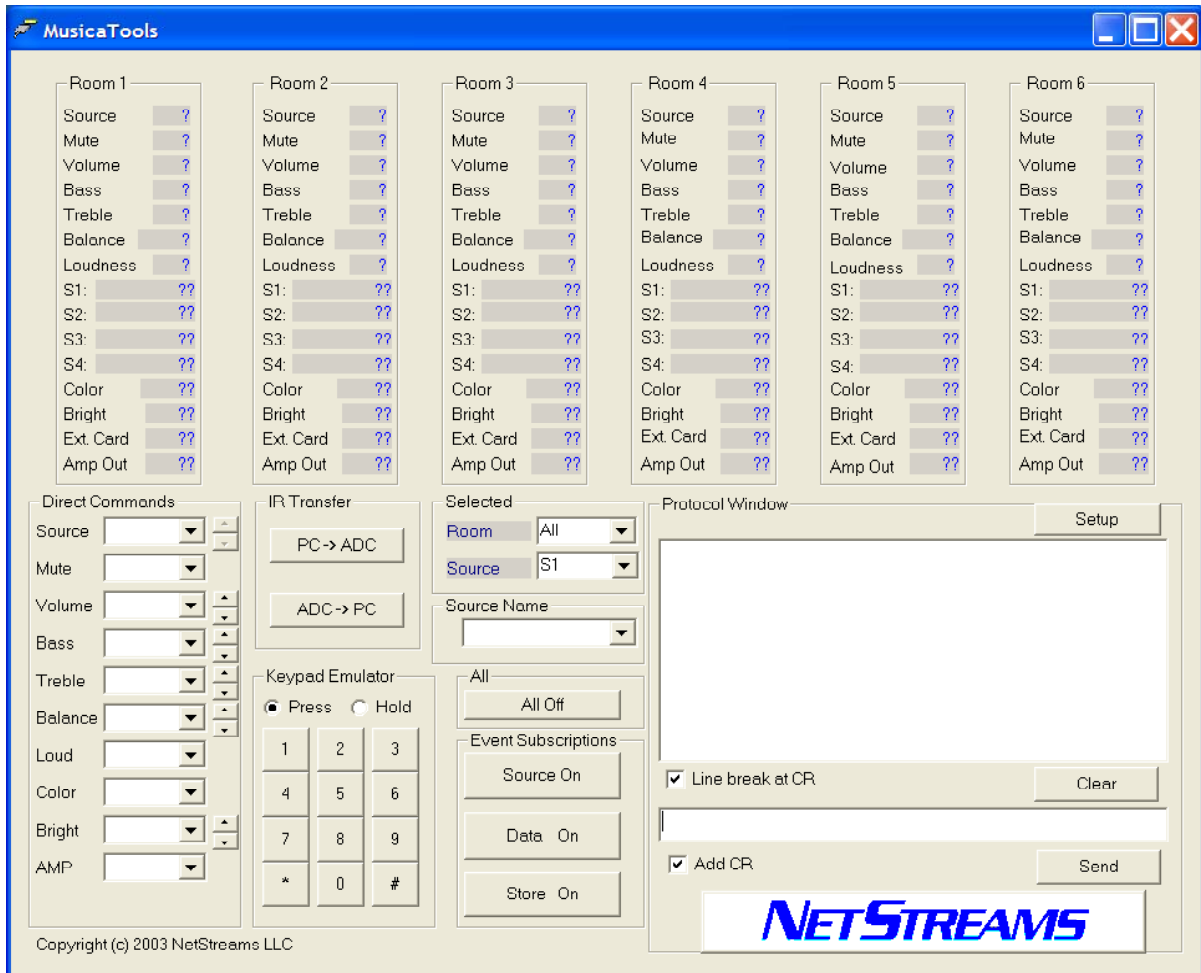 MusicaTools
Room 1 Room 2 Room 3 Room 4 Room 5 Room 6
Source ? Source ? Source ? Source ? Source ? Source ?
Mute ? Mute ? Mute ? Mute ? Mute ? Mute ?
Volume ? Volume ? Volume ? Volume ? Volume ? Volume ?
Bass ? Bass ? Bass ? Bass ? Bass ? Bass ?
Treble ? Treble ? Treble ? Treble ? Treble ? Treble ?
Balance ? Balance ? Balance ? Balance ? Balance ? Balance ?
Loudness ? Loudness ? Loudness ? Loudness ? Loudness ? Loudness ?
S1: ?? S1: ?? S1: ?? S1: ?? S1: ?? S1: ??
S2: ?? S2: ?? S2: ?? S2: ?? S2: ?? S2: ??
S3: ?? S3: ?? S3: ?? S3: ?? S3: ?? S3: ??
S4: ?? S4: ?? S4: ?? S4: ?? S4: ?? S4: ??
Color ?? Color ?? Color ?? Color ?? Color ?? Color ??
Bright ?? Bright ?? Bright ?? Bright ?? Bright ?? Bright ??
Ext. Card ?? Ext. Card ?? Ext. Card ?? Ext. Card ?? Ext. Card ?? Ext. Card ??
Amp Out ?? Amp Out ?? Amp Out ?? Amp Out ?? Amp Out ?? Amp Out ??
Direct Commands
Source
Mute
Volume
Bass
Treble
Balance
Loud
Color
Bright
AMP
IR Transfer
PC-> ADC
ADC-> PC
Keypad Emulator
Press Hold
1 2 3
4 5 6
7 8 9
* 0 #
Selected
Room All
Source S1
Source Name
All
All Off
Event Subscriptions
Source On
Data On
Store On
Protocol Window
Setup
Line break at CR
Clear
Add CR
Send
NETSTREAMS
Copyright (c) 2003 NetStreams LLC